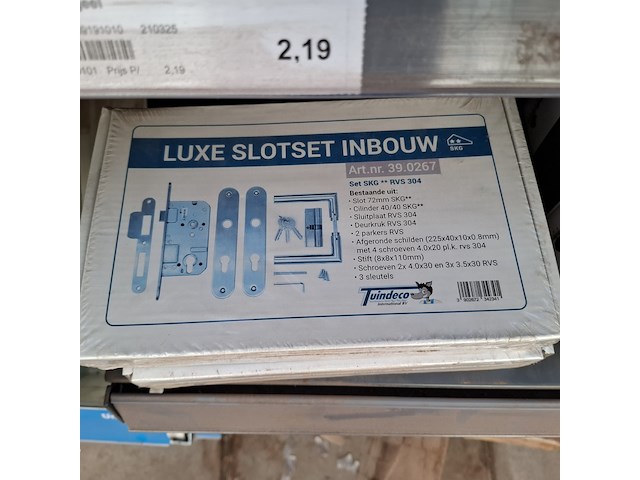 210325
Prijs P/ 2,19
2,19
LUXE SLOTSET INBOUW
SKG
Art.nr. 39.0267
Set SKG ** RVS 304
Bestaande uit:
• Slot 72mm SKG**
• Cilinder 40/40 SKG**
• Sluitplaat RVS 304
• Deurkruk RVS 304
• 2 parkers RVS
• Afgeronde schilden (225x40x10x0.8mm)
met 4 schroeven 4.0x20 pl.k. rvs 304
• Stift (8x8x110mm)
• Schroeven 2x 4.0x30 en 3x 3.5x30 RVS
• 3 sleutels
Tuindeco
International BV